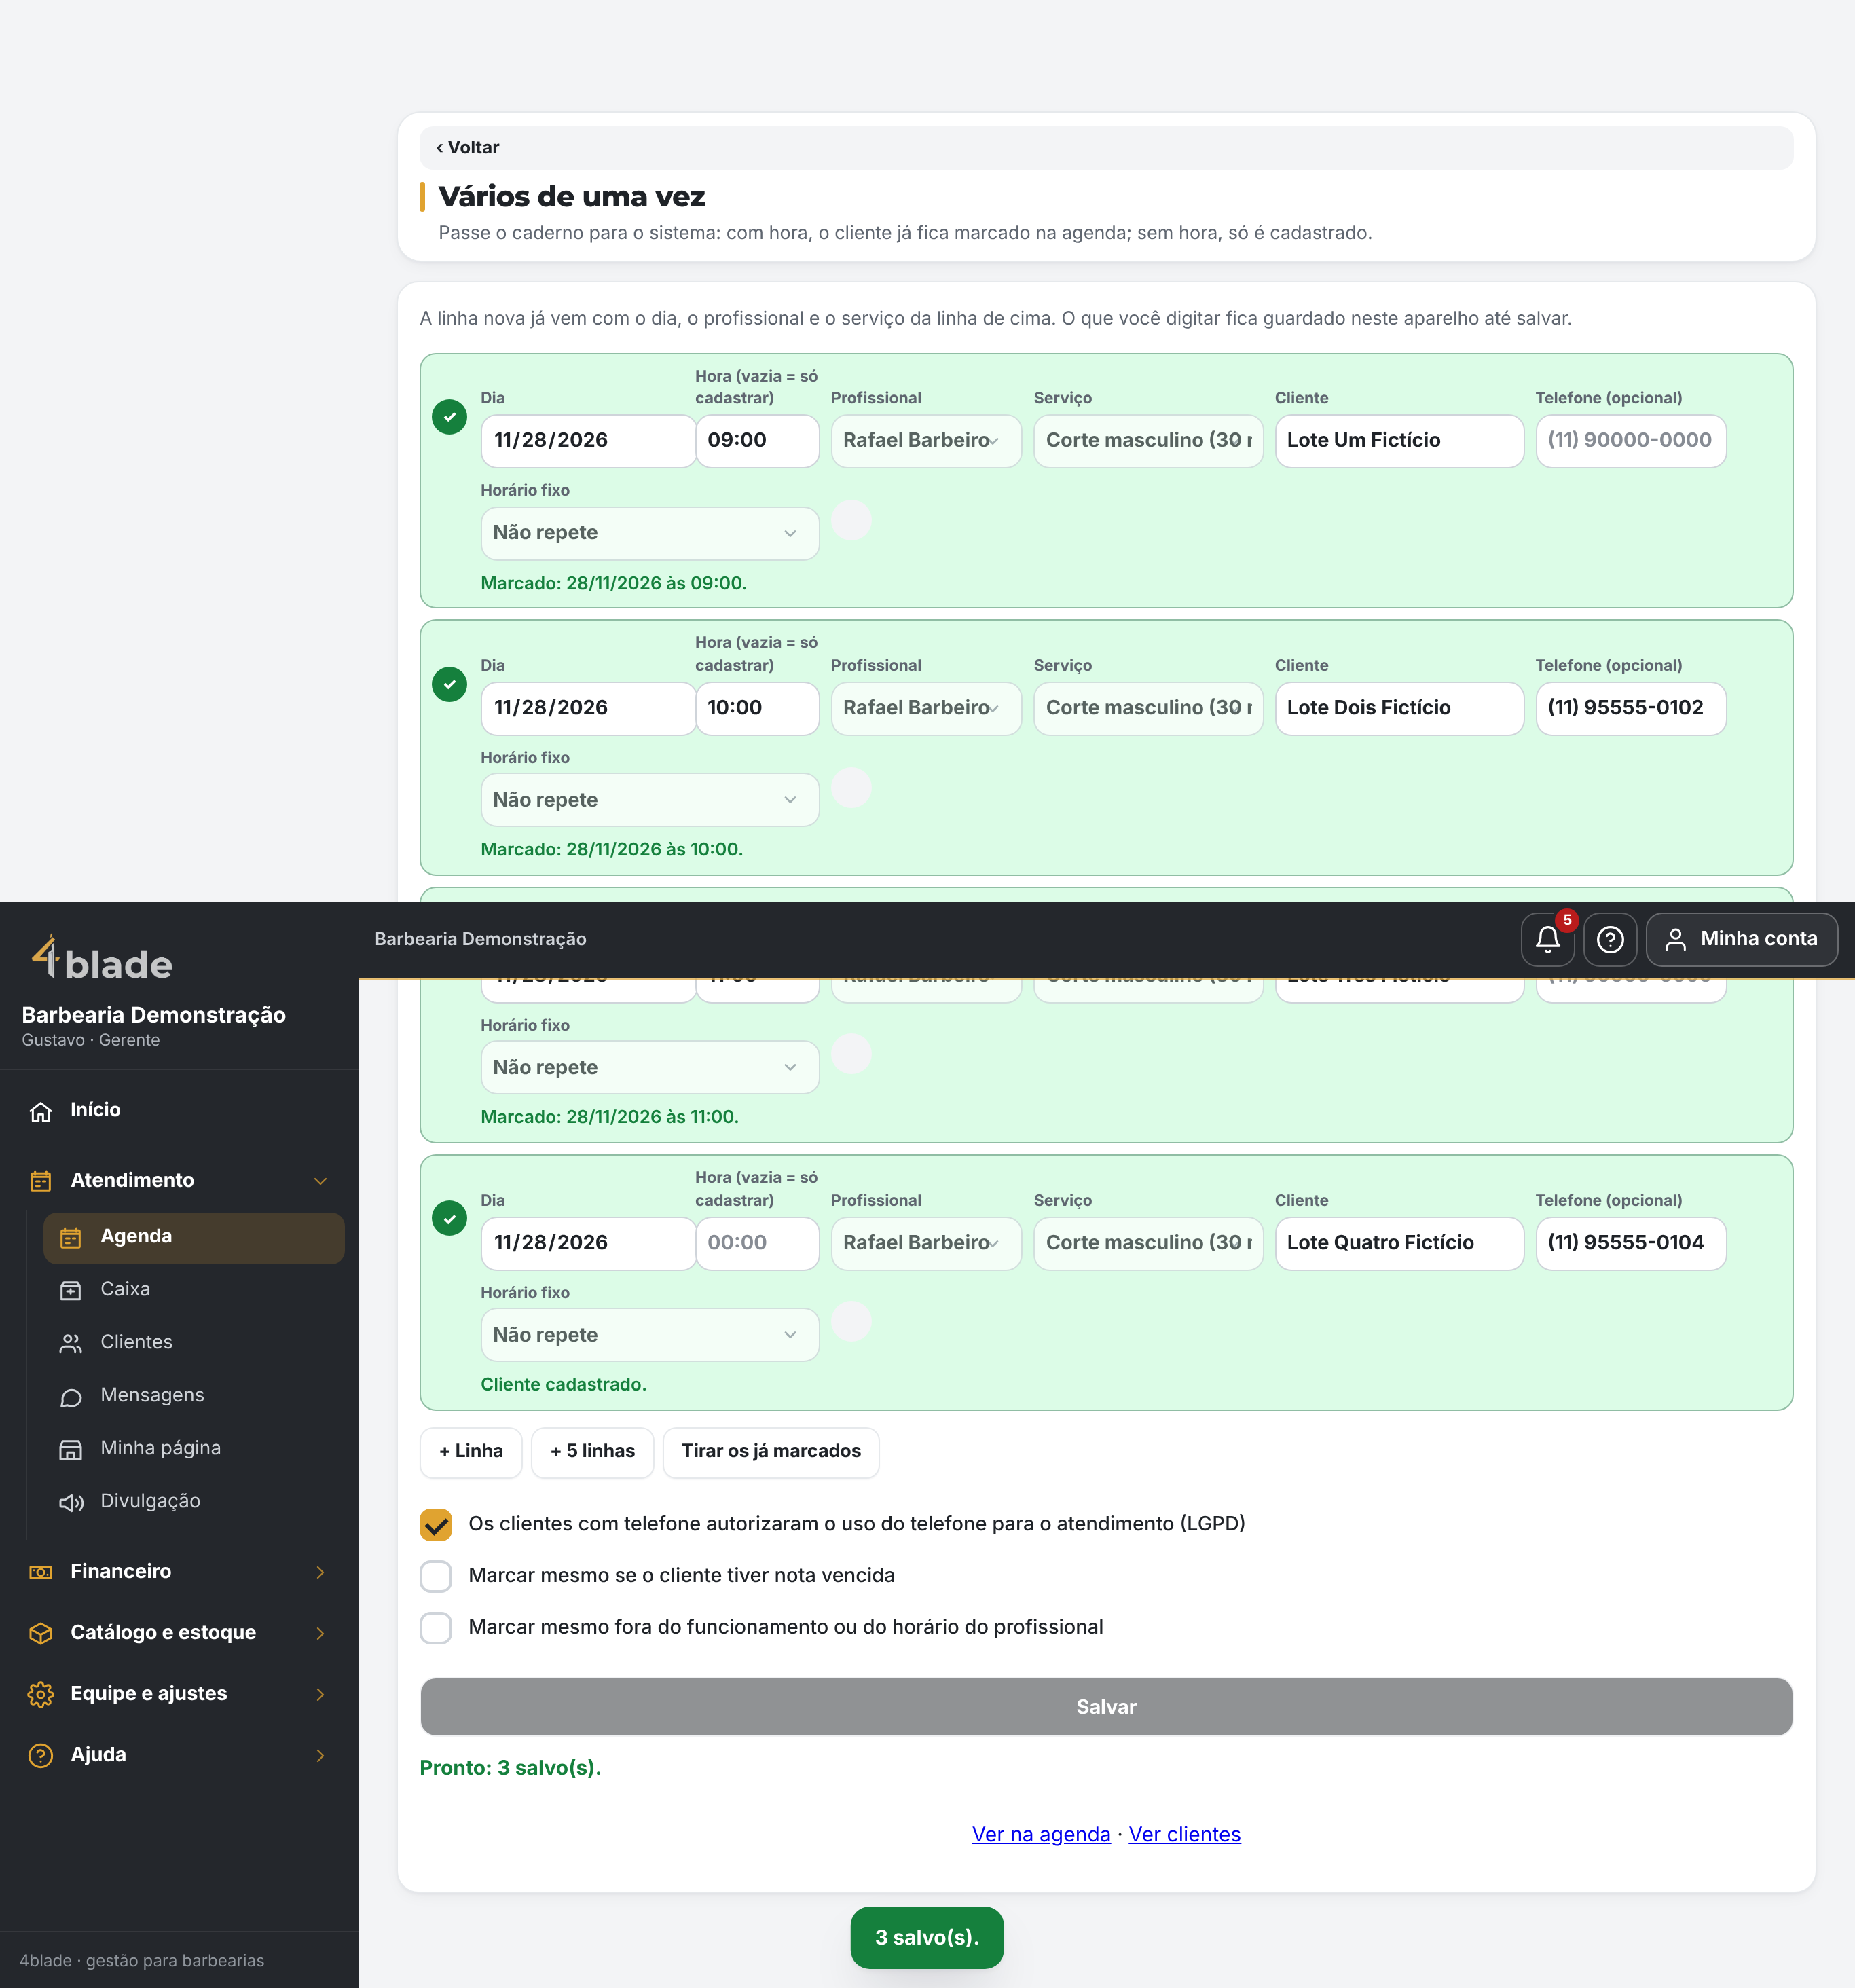 ‹ Voltar
Vários de uma vez
Passe o caderno para o sistema: com hora, o cliente já fica marcado na agenda; sem hora, só é cadastrado.
A linha nova já vem com o dia, o profissional e o serviço da linha de cima. O que você digitar fica guardado neste aparelho até salvar.
Dia
Hora (vazia = só cadastrar)
Profissional
Serviço
Cliente
Telefone (opcional)
11/28/2026
09:00
Rafael Barbeiro
Corte masculino (30
Lote Um Fictício
(11) 90000-0000
Horário fixo
Não repete
Marcado: 28/11/2026 às 09:00.
Dia
Hora (vazia = só cadastrar)
Profissional
Serviço
Cliente
Telefone (opcional)
11/28/2026
10:00
Rafael Barbeiro
Corte masculino (30
Lote Dois Fictício
(11) 95555-0102
Horário fixo
Não repete
Marcado: 28/11/2026 às 10:00.
4blade
Barbearia Demonstração
Gustavo · Gerente
Barbearia Demonstração
5
Minha conta
Início
Atendimento
Agenda
Caixa
Clientes
Mensagens
Minha página
Divulgação
Financeiro
Catálogo e estoque
Equipe e ajustes
Ajuda
4blade · gestão para barbearias
Horário fixo
Não repete
Marcado: 28/11/2026 às 11:00.
Dia
Hora (vazia = só cadastrar)
Profissional
Serviço
Cliente
Telefone (opcional)
11/28/2026
00:00
Rafael Barbeiro
Corte masculino (30
Lote Quatro Fictício
(11) 95555-0104
Horário fixo
Não repete
Cliente cadastrado.
+ Linha
+ 5 linhas
Tirar os já marcados
Os clientes com telefone autorizaram o uso do telefone para o atendimento (LGPD)
Marcar mesmo se o cliente tiver nota vencida
Marcar mesmo fora do funcionamento ou do horário do profissional
Salvar
Pronto: 3 salvo(s).
Ver na agenda · Ver clientes
3 salvo(s).